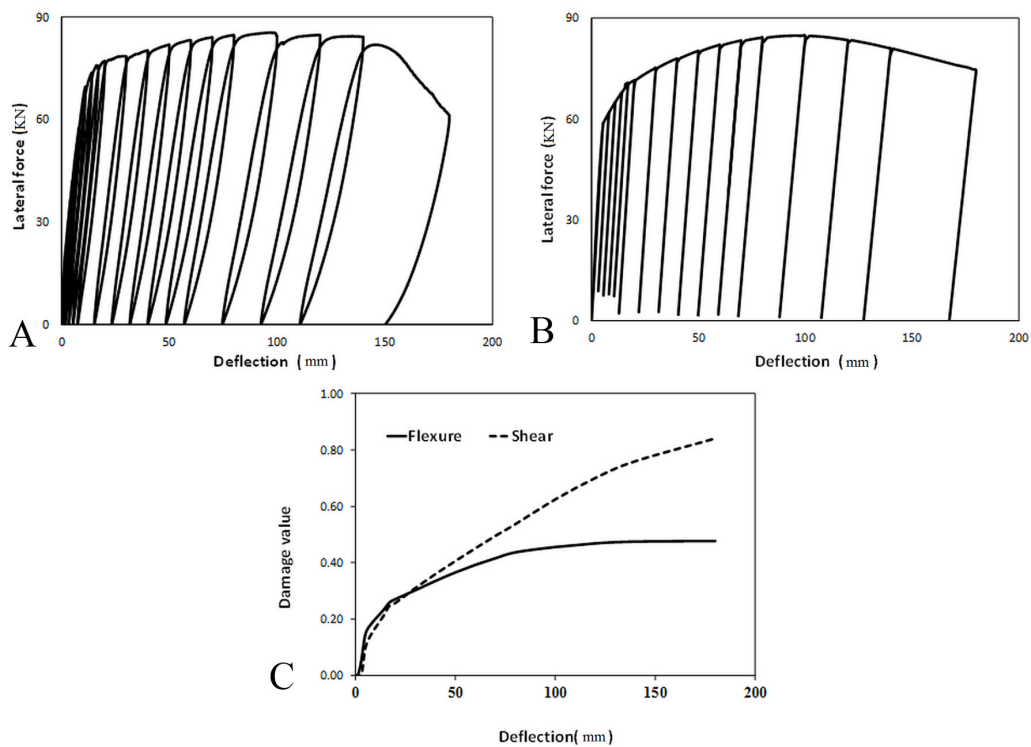 90
60
30
0
Lateral force (KN)
0 50 100 150 200
Deflection ( mm )
A
90
60
30
0
Lateral force (KN)
0 50 100 150 200
Deflection ( mm )
B
1.00
0.80
0.60
0.40
0.20
0.00
Damage value
Flexure Shear
0 50 100 150 200
Deflection( mm )
C